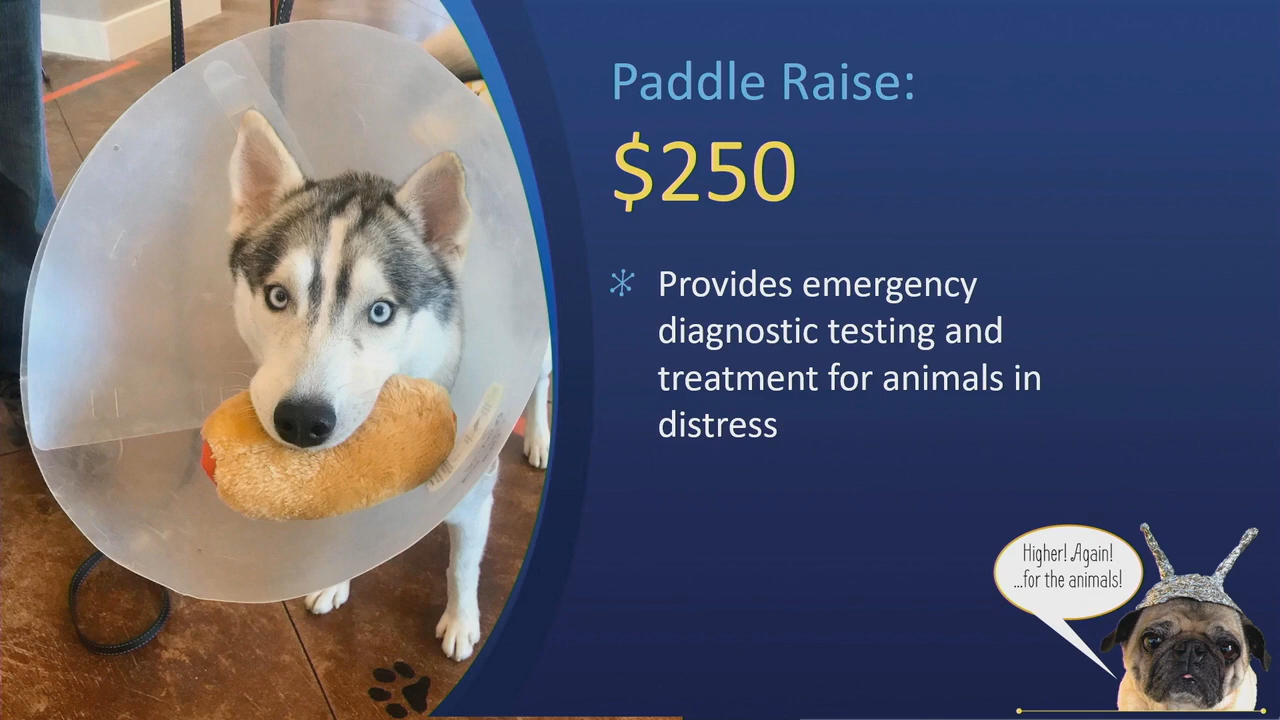 Paddle Raise:
$250
Provides emergency
diagnostic testing and
treatment for animals in
distress
Higher! Again!
...for the animals!